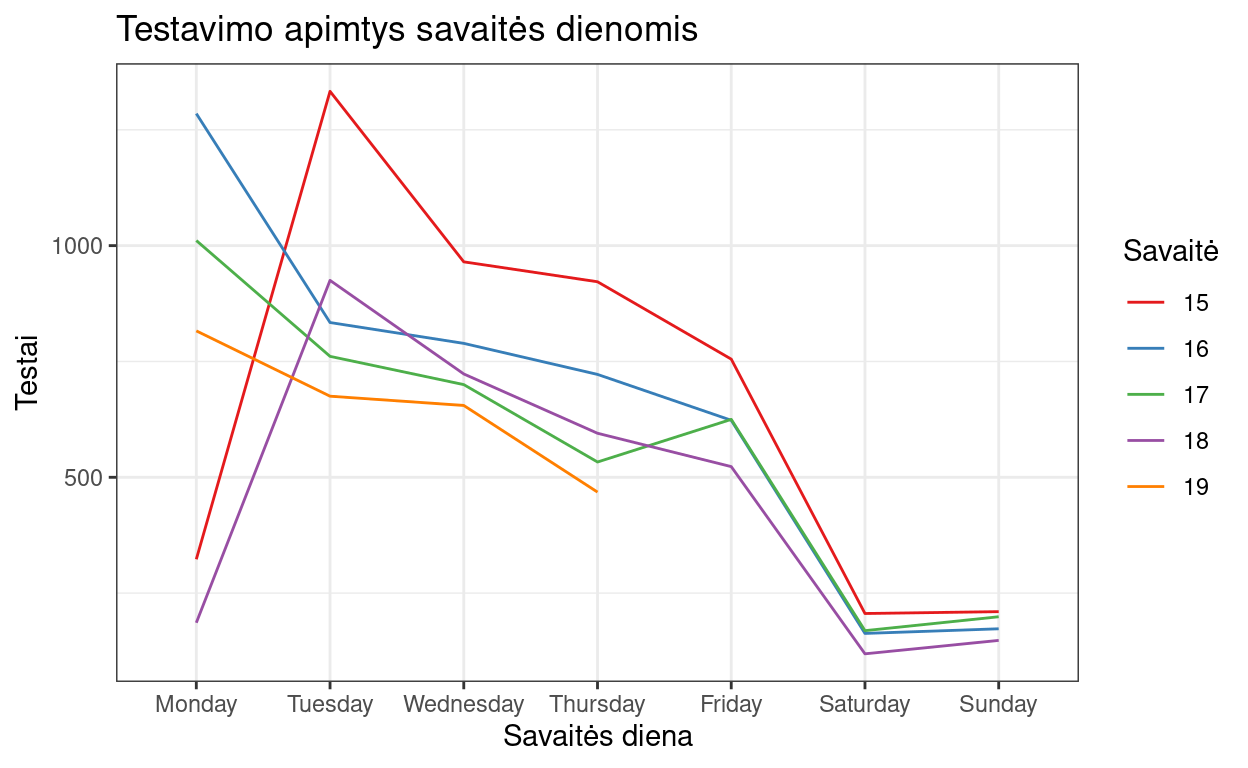 Testavimo apimtys savaitės dienomis
1000
500
Testai
Monday Tuesday Wednesday Thursday Friday Saturday Sunday
Savaitės diena
Savaitė
15
16
17
18
19